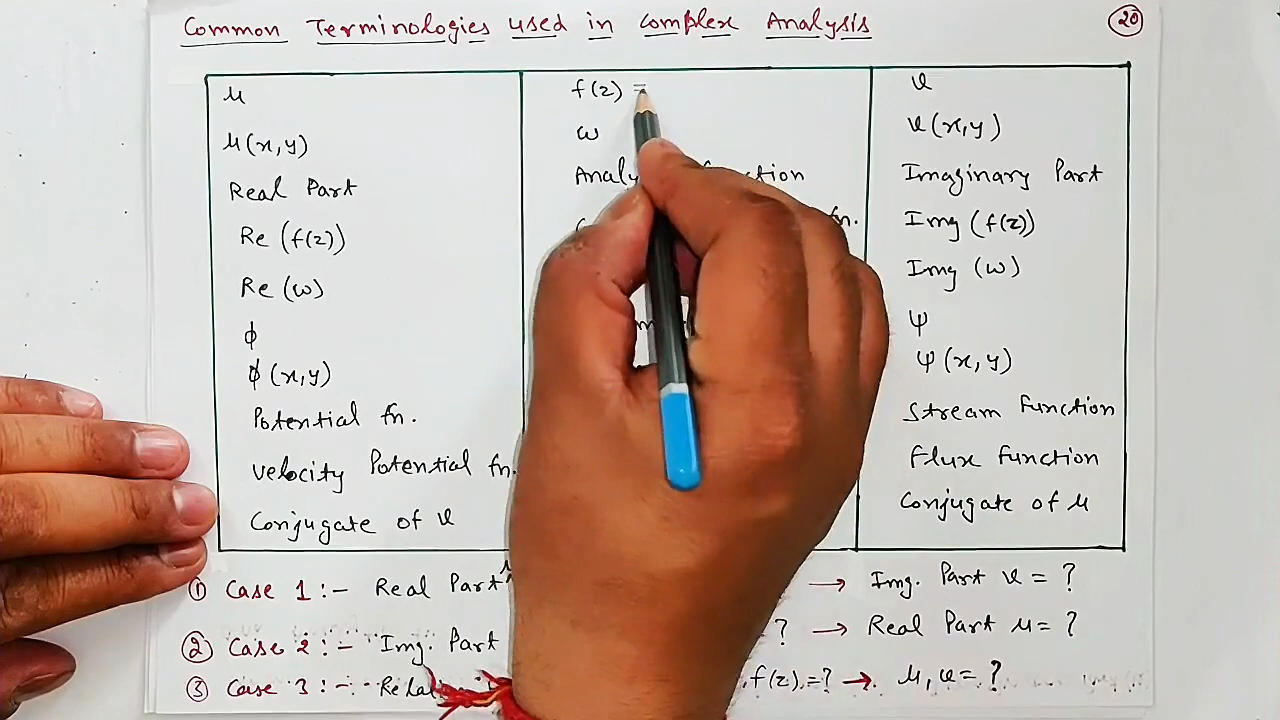 Common Terminologies used in Complex Analysis
20
u
u(x,y)
Real Part
Re (f(z))
Re (w)
ϕ
ϕ(x,y)
Potential fn.
Velocity Potential fn.
Conjugate of v
f(z) =
w
fn.
v
v(x,y)
Imaginary Part
Img (f(z))
Img (w)
ψ
ψ(x,y)
Stream Function
Flux Function
Conjugate of u
① Case 1 :- Real Part → Img. Part v = ?
② Case 2 :- Img. Part = ? → Real Part u = ?
③ Case 3 :- f(z) = ? → u, v = ?